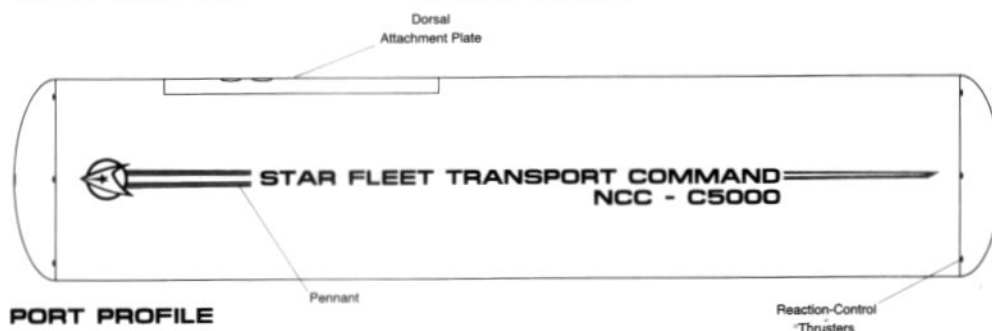 Dorsal
Attachment Plate
STAR FLEET TRANSPORT COMMAND
NCC - C5000
Pennant
PORT PROFILE
Reaction-Control
Thrusters